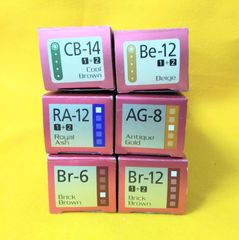 CB-14
1+2
Cool
Brown
Be-12
1+2
Beige
RA-12
1+2
Royal
Ash
AG-8
Antique
Gold
Br-6
Brick
Brown
Br-12
1+2
Brick
Brown